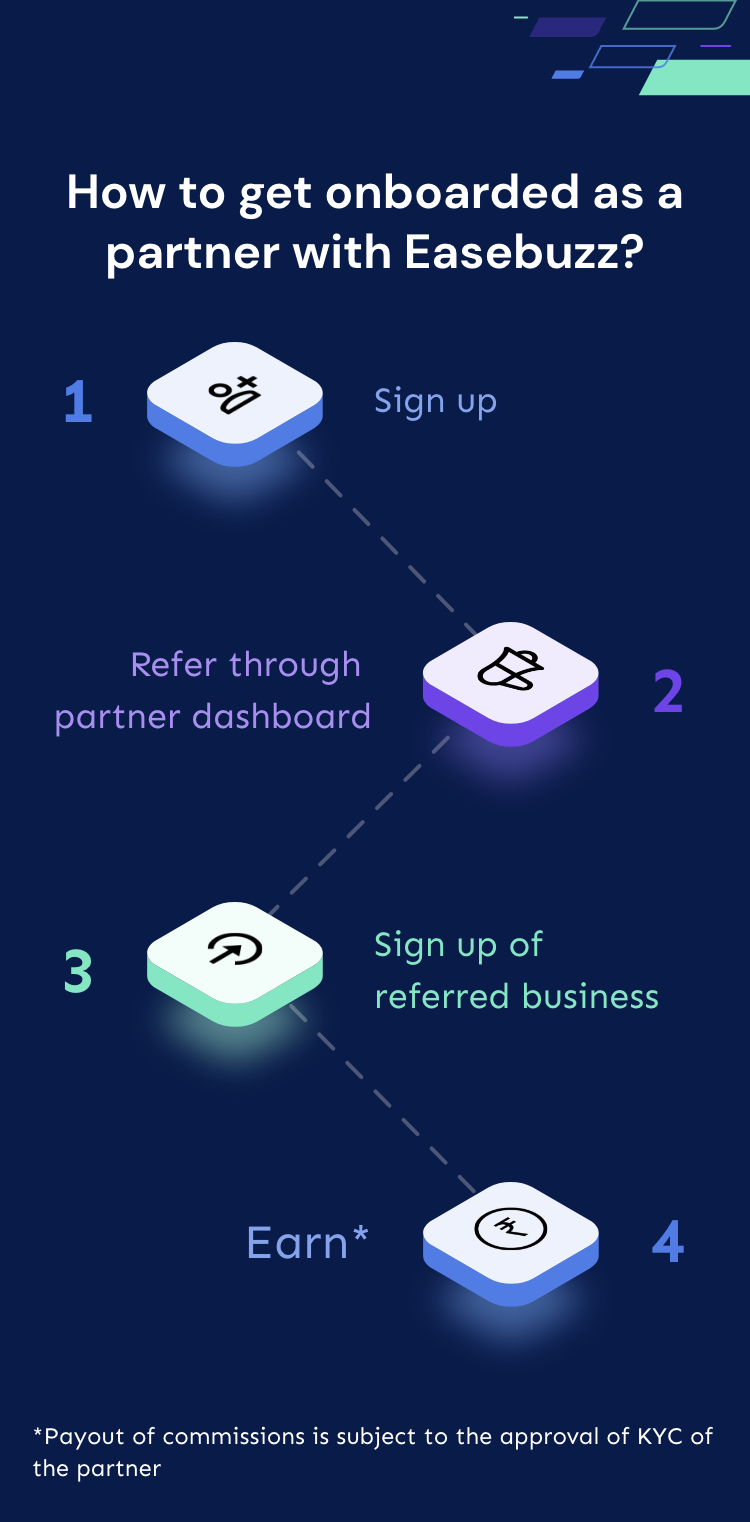 How to get onboarded as a
partner with Easebuzz?
1
Sign up
Refer through
partner dashboard
2
3
Sign up of
referred business
₹
Earn*
4
*Payout of commissions is subject to the approval of KYC of
the partner